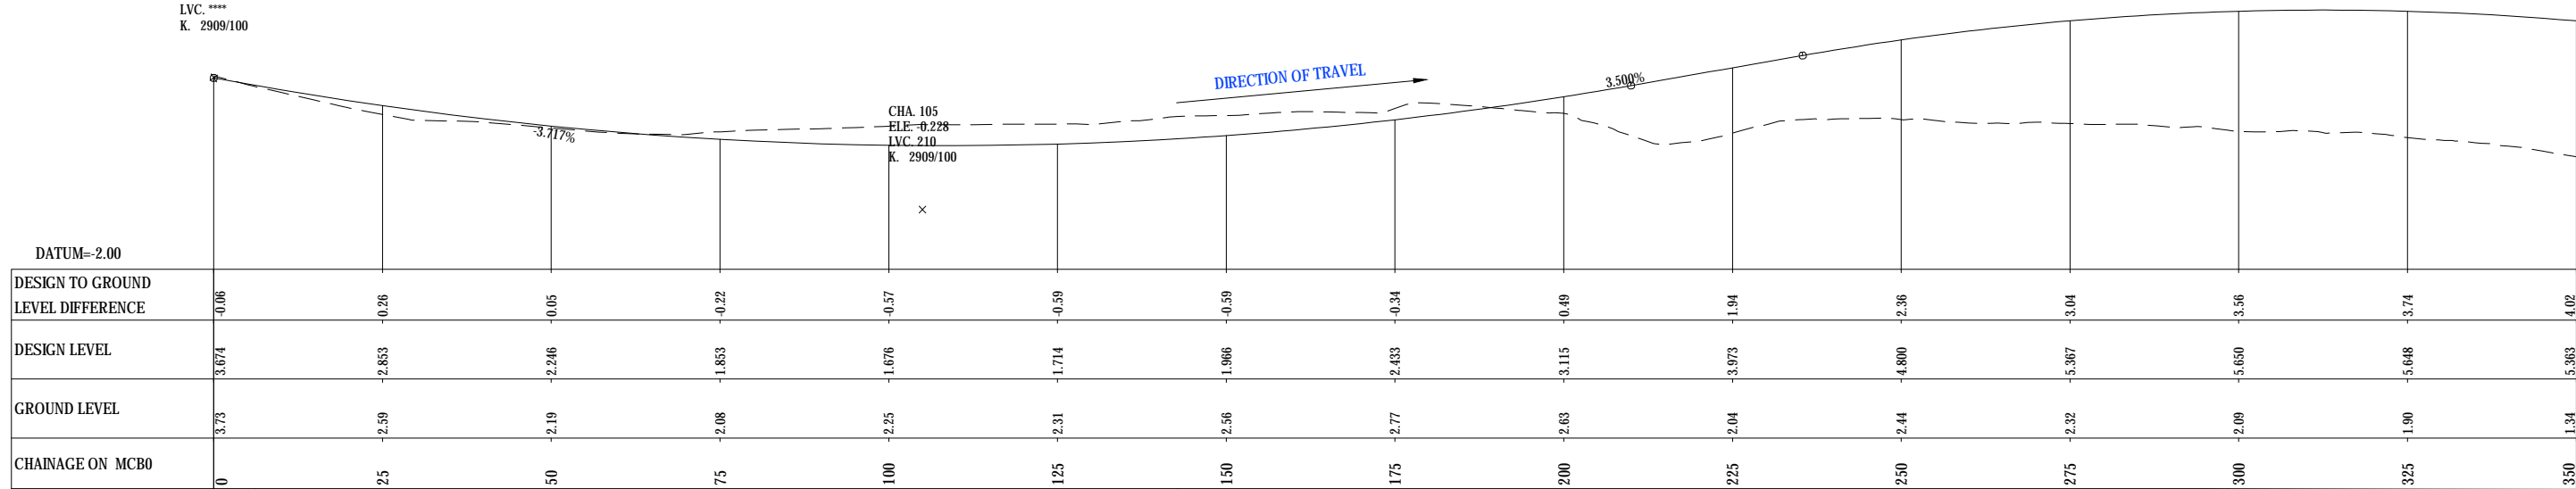 LVC. ****
K. 2909/100
DIRECTION OF TRAVEL
3.500%
CHA. 105
ELE. -0.228
LVC. 210
K. 2909/100
-3.717%
DATUM=-2.00
DESIGN TO GROUND
LEVEL DIFFERENCE
-0.06 0.26 0.05 -0.22 -0.57 -0.59 -0.59 -0.34 0.49 1.94 2.36 3.04 3.56 3.74 4.02
DESIGN LEVEL
3.674 2.853 2.246 1.853 1.676 1.714 1.966 2.433 3.115 3.973 4.800 5.367 5.650 5.648 5.363
GROUND LEVEL
3.73 2.59 2.19 2.08 2.25 2.31 2.56 2.77 2.63 2.04 2.44 2.32 2.09 1.90 1.34
CHAINAGE ON MCB0
0 25 50 75 100 125 150 175 200 225 250 275 300 325 350